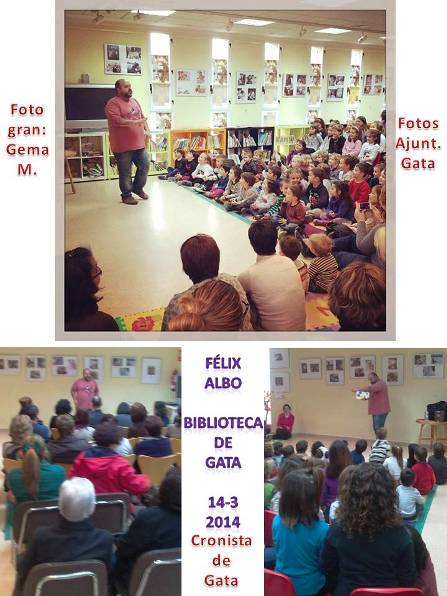 Foto
gran:
Gema
M.
Fotos
Ajunt.
Gata
FÉLIX
ALBO
BIBLIOTECA
DE
GATA
14-3
2014
Cronista
de
Gata